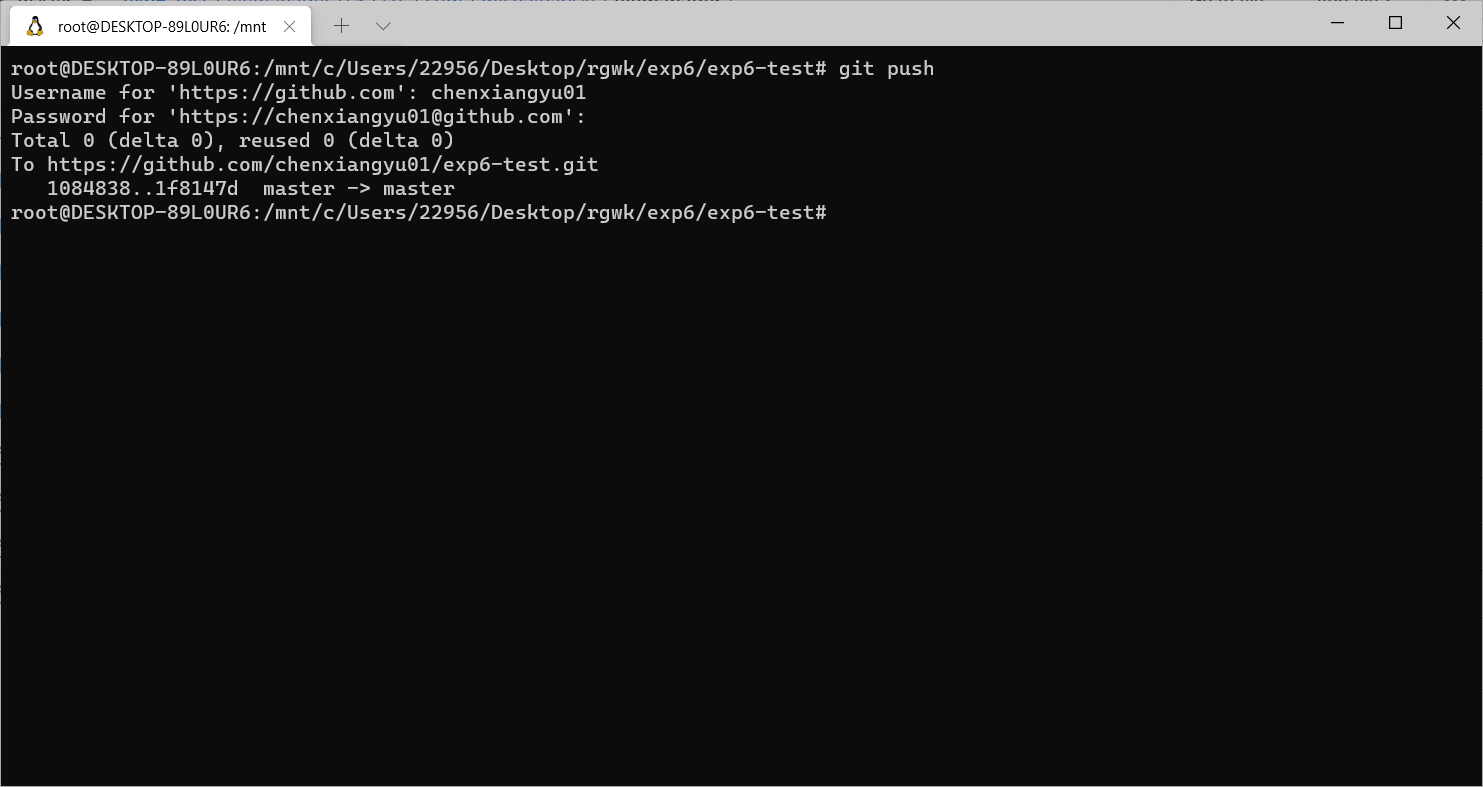 root@DESKTOP-89L0UR6: /mnt
root@DESKTOP-89L0UR6:/mnt/c/Users/22956/Desktop/rgwk/exp6/exp6-test# git push
Username for 'https://github.com': chenxiangyu01
Password for 'https://chenxiangyu01@github.com':
Total 0 (delta 0), reused 0 (delta 0)
To https://github.com/chenxiangyu01/exp6-test.git
   1084838..1f8147d  master -> master
root@DESKTOP-89L0UR6:/mnt/c/Users/22956/Desktop/rgwk/exp6/exp6-test#